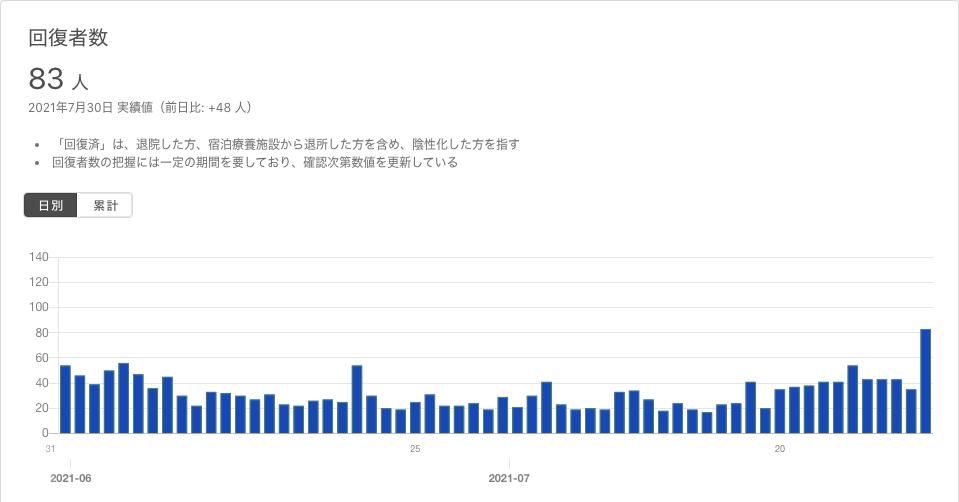 回復者数
83 人
2021年7月30日 実績値（前日比: +48 人）
• 「回復済」は、退院した方、宿泊療養施設から退所した方を含め、陰性化した方を指す
• 回復者数の把握には一定の期間を要しており、確認次第数値を更新している
日別 累計
140
120
100
80
60
40
20
0
31 25 20
2021-06 2021-07